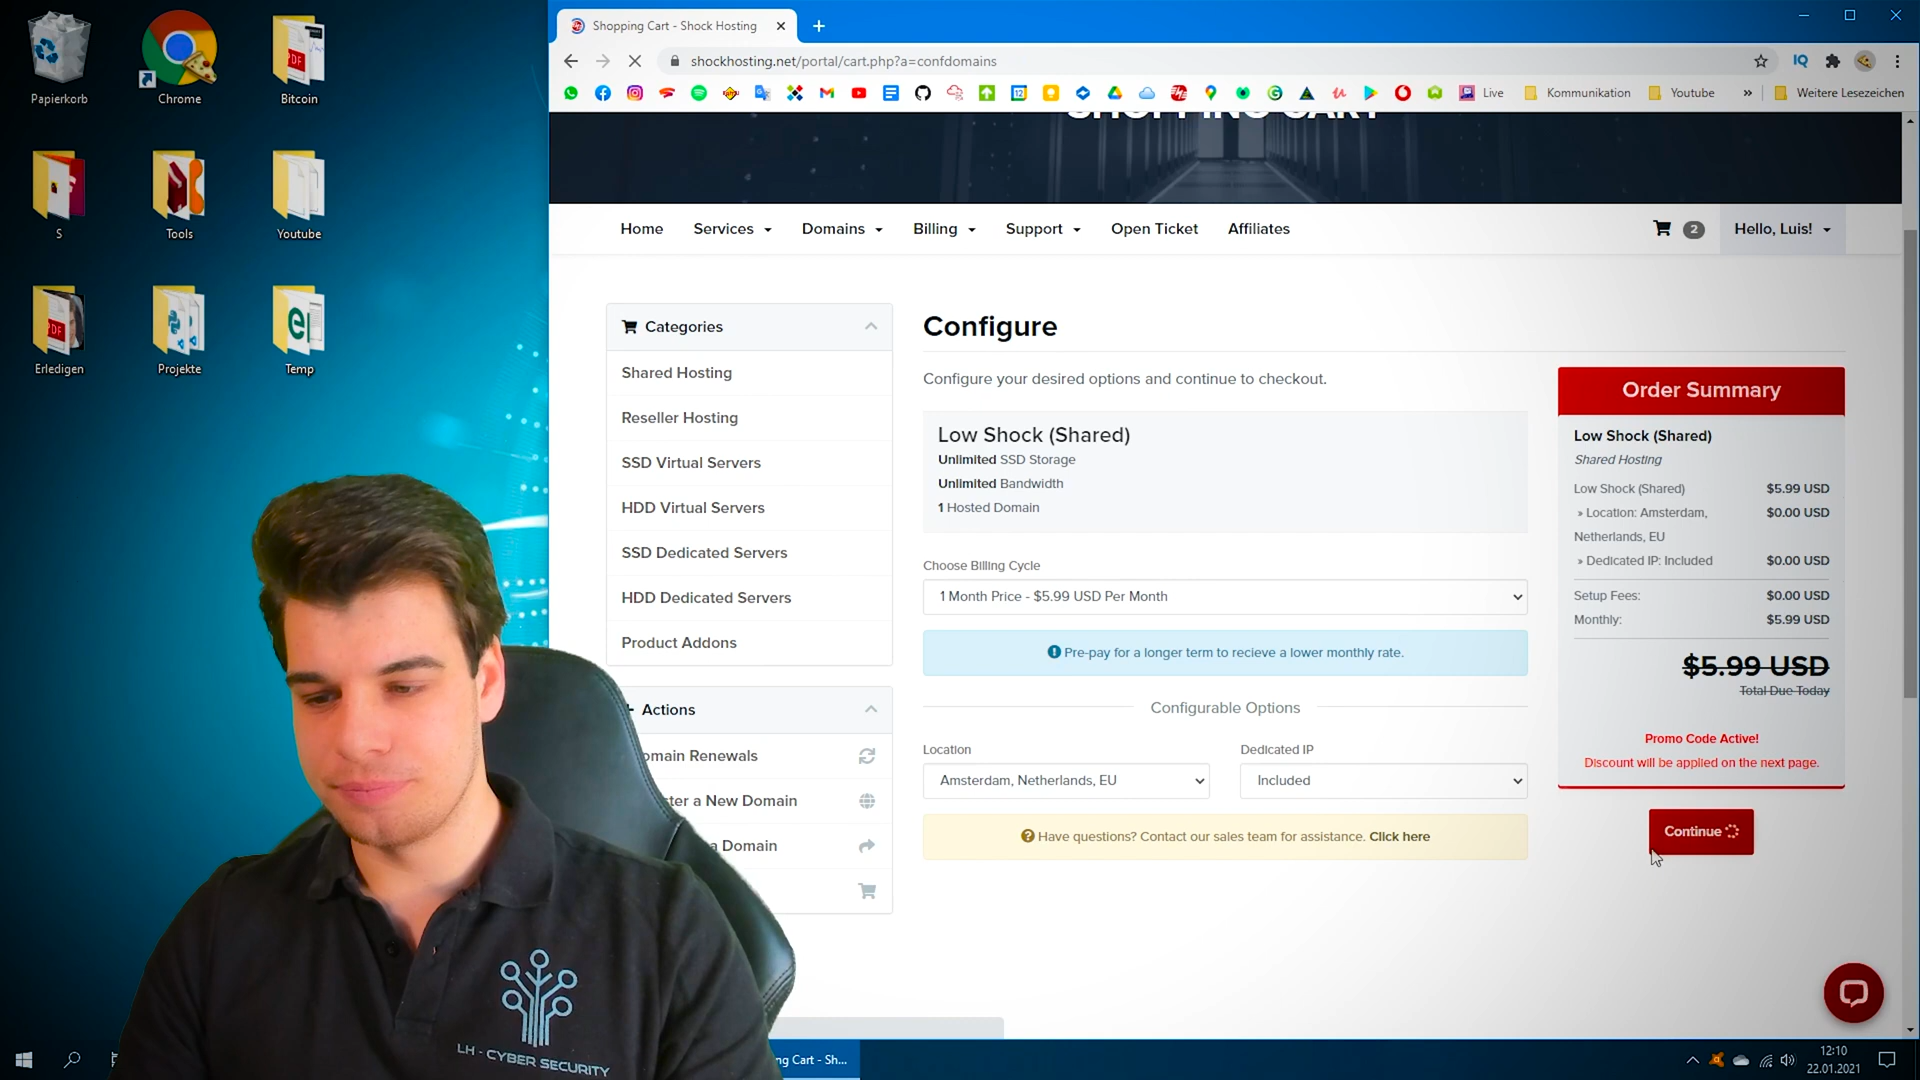 Papierkorb
Chrome
Bitcoin
S
Tools
Youtube
Erledigen
Projekte
Temp
Shopping Cart - Shock Hosting
shockhosting.net/portal/cart.php?a=confdomains
IQ
Live
Kommunikation
Youtube
»
Weitere Lesezeichen
SHOPPING CART
Home
Services
Domains
Billing
Support
Open Ticket
Affiliates
2
Hello, Luis!
Categories
Shared Hosting
Reseller Hosting
SSD Virtual Servers
HDD Virtual Servers
SSD Dedicated Servers
HDD Dedicated Servers
Product Addons
Actions
omain Renewals
ter a New Domain
a Domain
Configure
Configure your desired options and continue to checkout.
Low Shock (Shared)
Unlimited SSD Storage
Unlimited Bandwidth
1 Hosted Domain
Choose Billing Cycle
1 Month Price - $5.99 USD Per Month
Pre-pay for a longer term to recieve a lower monthly rate.
Configurable Options
Location
Dedicated IP
Amsterdam, Netherlands, EU
Included
Have questions? Contact our sales team for assistance. Click here
Order Summary
Low Shock (Shared)
Shared Hosting
Low Shock (Shared) $5.99 USD
» Location: Amsterdam, $0.00 USD
Netherlands, EU
» Dedicated IP: Included $0.00 USD
Setup Fees: $0.00 USD
Monthly: $5.99 USD
$5.99 USD
Total Due Today
Promo Code Active!
Discount will be applied on the next page.
Continue
LH - CYBER SECURITY
ng Cart - Sh...
12:10
22.01.2021